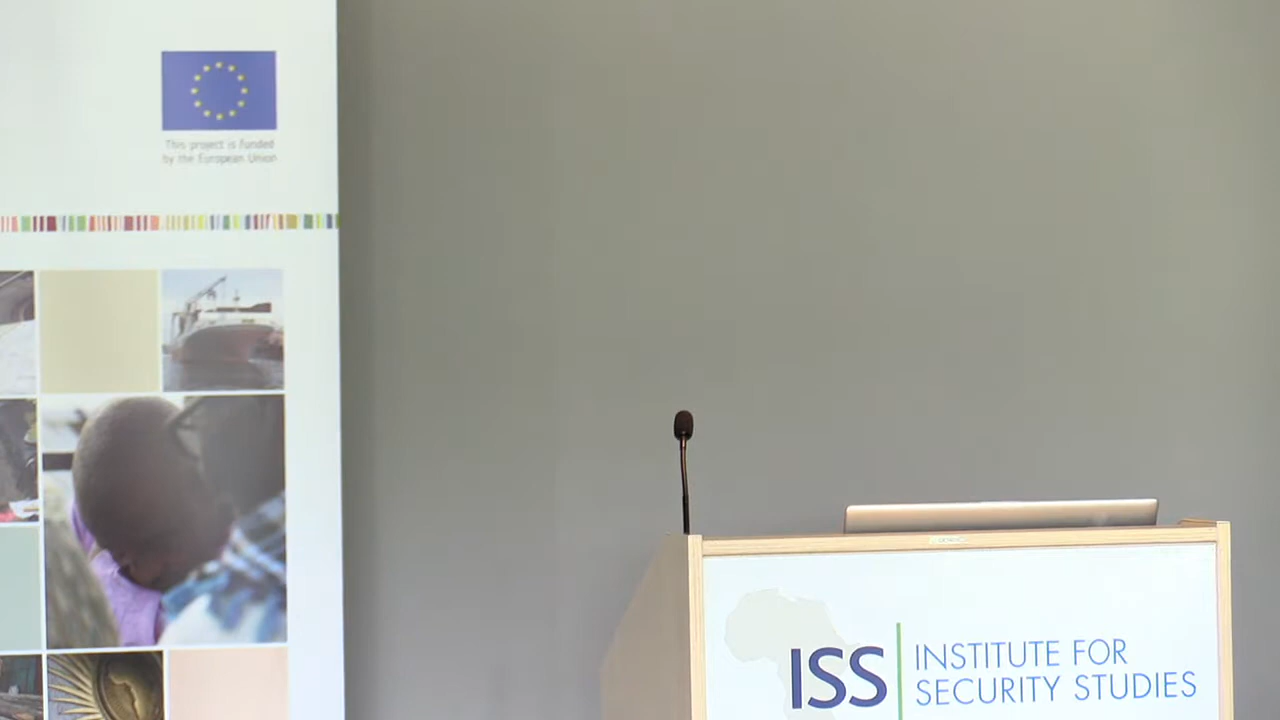 This project is funded
by the European Union
ISS
INSTITUTE FOR
SECURITY STUDIES